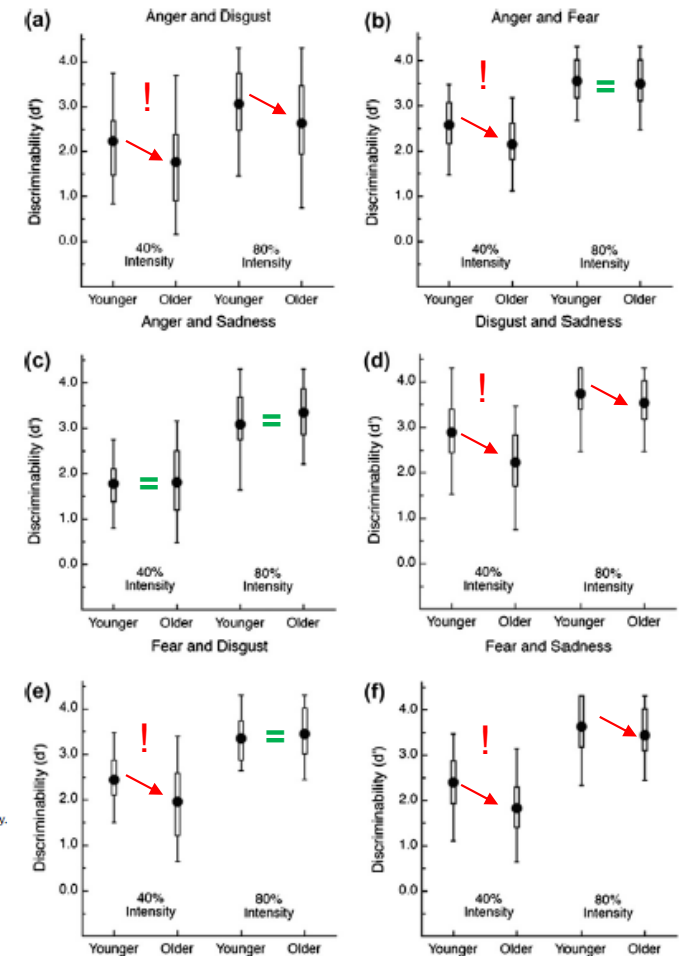 (a) Anger and Disgust
Discriminability (d')
4.0
3.0
2.0
1.0
0.0
!
40% Intensity
80% Intensity
Younger Older Younger Older
(b) Anger and Fear
Discriminability (d')
4.0
3.0
2.0
1.0
0.0
!
=
40% Intensity
80% Intensity
Younger Older Younger Older
(c) Anger and Sadness
Discriminability (d')
4.0
3.0
2.0
1.0
0.0
=
=
40% Intensity
80% Intensity
Younger Older Younger Older
(d) Disgust and Sadness
Discriminability (d')
4.0
3.0
2.0
1.0
0.0
!
40% Intensity
80% Intensity
Younger Older Younger Older
(e) Fear and Disgust
Discriminability (d')
4.0
3.0
2.0
1.0
0.0
!
=
40% Intensity
80% Intensity
Younger Older Younger Older
(f) Fear and Sadness
Discriminability (d')
4.0
3.0
2.0
1.0
0.0
!
40% Intensity
80% Intensity
Younger Older Younger Older